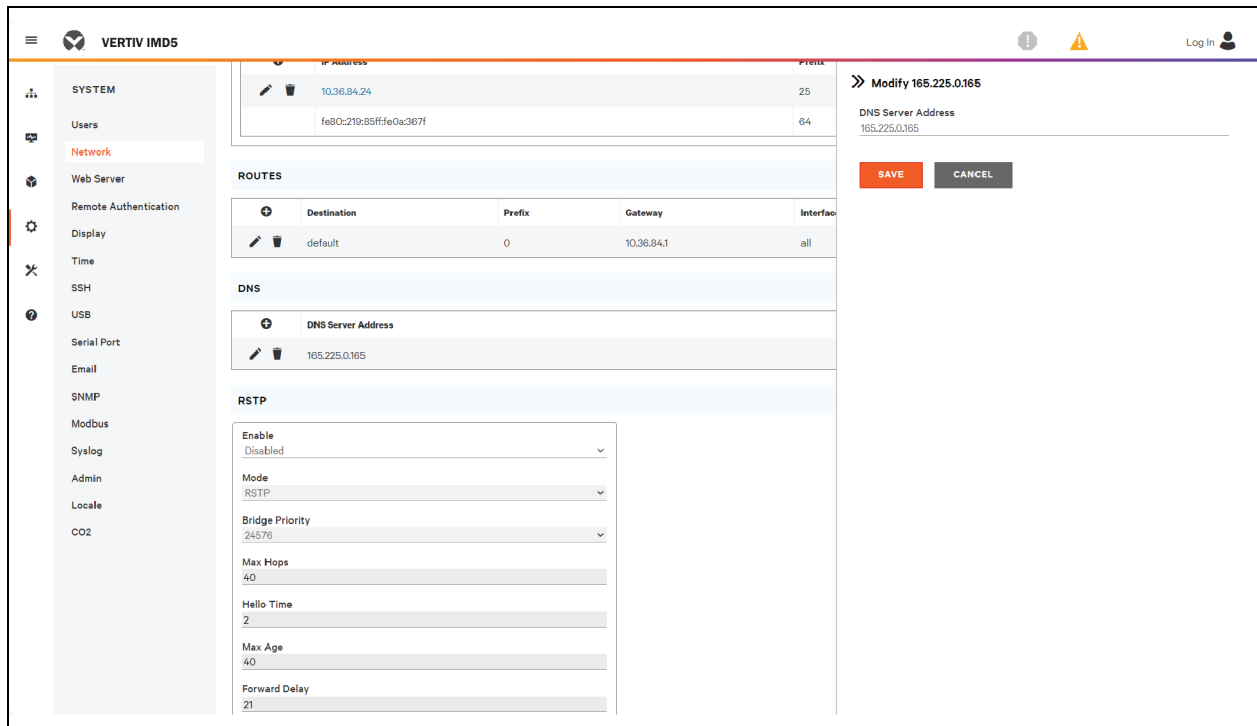 VERTIV IMD5
Log In
SYSTEM
Users
Network
Web Server
Remote Authentication
Display
Time
SSH
USB
Serial Port
Email
SNMP
Modbus
Syslog
Admin
Locale
CO2
IP Address Prefix
10.36.84.24 25
fe80::219:85ff:fe0a:367f 64
ROUTES
Destination Prefix Gateway Interfac
default 0 10.36.84.1 all
DNS
DNS Server Address
165.225.0.165
RSTP
Enable
Disabled
Mode
RSTP
Bridge Priority
24576
Max Hops
40
Hello Time
2
Max Age
40
Forward Delay
21
Modify 165.225.0.165
DNS Server Address
165.225.0.165
SAVE CANCEL